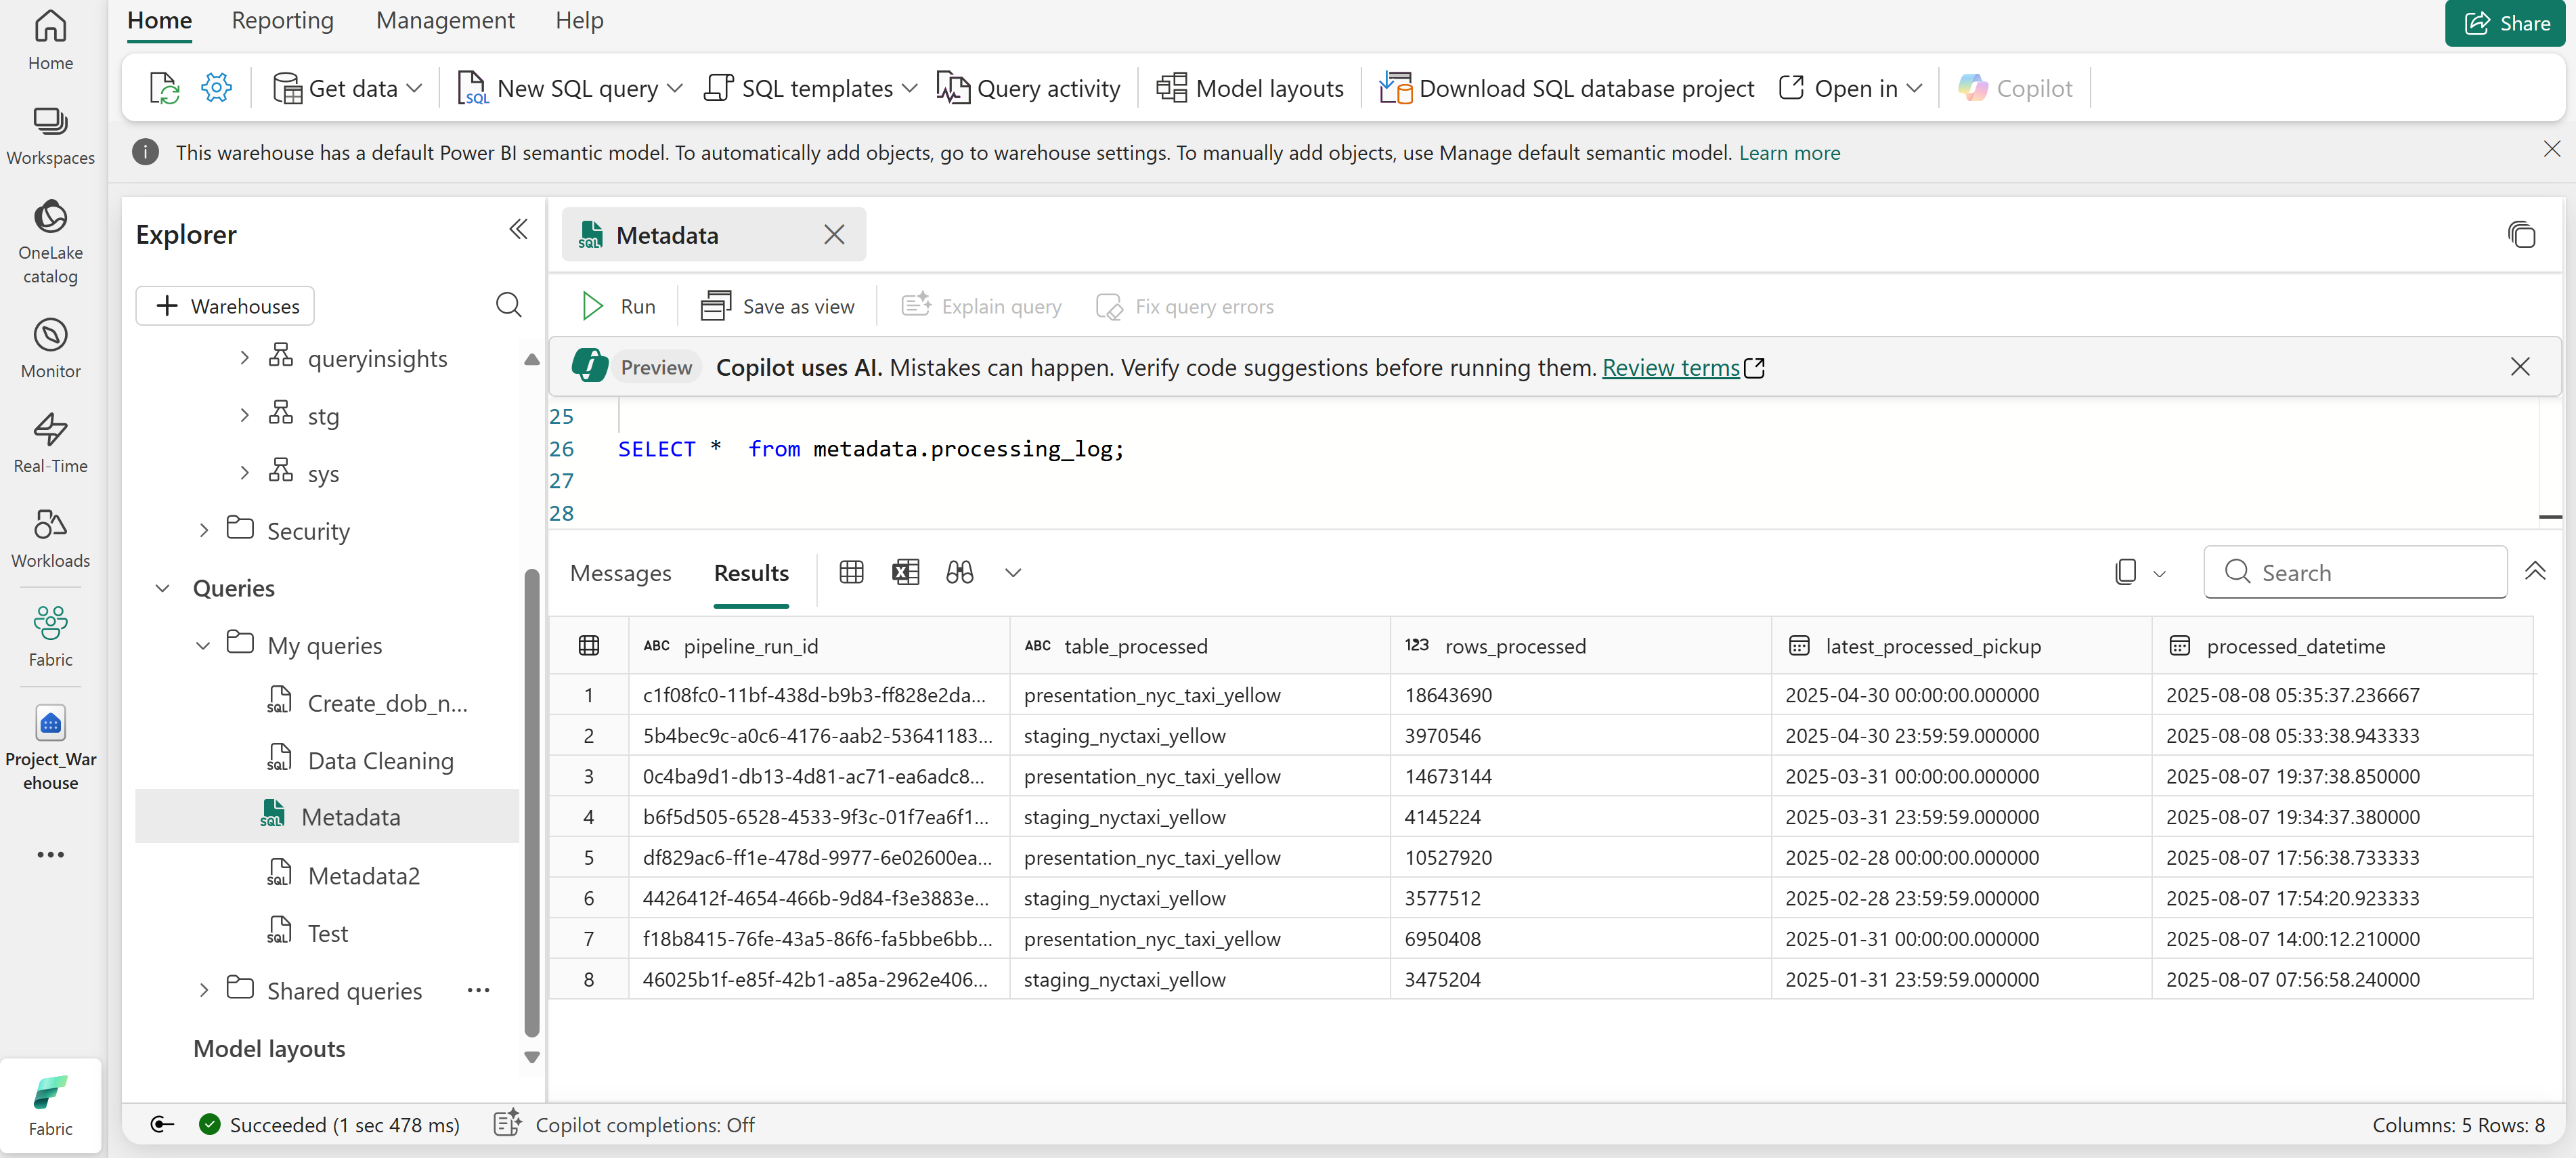 Home Reporting Management Help Share
Get data New SQL query SQL templates Query activity Model layouts Download SQL database project Open in Copilot
This warehouse has a default Power BI semantic model. To automatically add objects, go to warehouse settings. To manually add objects, use Manage default semantic model. Learn more
Home
Workspaces
OneLake
catalog
Monitor
Real-Time
Workloads
Fabric
Project_War
ehouse
Fabric
Explorer
Warehouses
queryinsights
stg
sys
Security
Queries
My queries
SQL Create_dob_n...
SQL Data Cleaning
SQL Metadata
SQL Metadata2
SQL Test
Shared queries
Model layouts
SQL Metadata
Run Save as view Explain query Fix query errors
Preview Copilot uses AI. Mistakes can happen. Verify code suggestions before running them. Review terms
25
26 SELECT * from metadata.processing_log;
27
28
Messages Results Search
ABC pipeline_run_id ABC table_processed 123 rows_processed latest_processed_pickup processed_datetime
1 c1f08fc0-11bf-438d-b9b3-ff828e2da... presentation_nyc_taxi_yellow 18643690 2025-04-30 00:00:00.000000 2025-08-08 05:35:37.236667
2 5b4bec9c-a0c6-4176-aab2-53641183... staging_nyctaxi_yellow 3970546 2025-04-30 23:59:59.000000 2025-08-08 05:33:38.943333
3 0c4ba9d1-db13-4d81-ac71-ea6adc8... presentation_nyc_taxi_yellow 14673144 2025-03-31 00:00:00.000000 2025-08-07 19:37:38.850000
4 b6f5d505-6528-4533-9f3c-01f7ea6f1... staging_nyctaxi_yellow 4145224 2025-03-31 23:59:59.000000 2025-08-07 19:34:37.380000
5 df829ac6-ff1e-478d-9977-6e02600ea... presentation_nyc_taxi_yellow 10527920 2025-02-28 00:00:00.000000 2025-08-07 17:56:38.733333
6 4426412f-4654-466b-9d84-f3e3883e... staging_nyctaxi_yellow 3577512 2025-02-28 23:59:59.000000 2025-08-07 17:54:20.923333
7 f18b8415-76fe-43a5-86f6-fa5bbe6bb... presentation_nyc_taxi_yellow 6950408 2025-01-31 00:00:00.000000 2025-08-07 14:00:12.210000
8 46025b1f-e85f-42b1-a85a-2962e406... staging_nyctaxi_yellow 3475204 2025-01-31 23:59:59.000000 2025-08-07 07:56:58.240000
Succeeded (1 sec 478 ms) Copilot completions: Off Columns: 5 Rows: 8